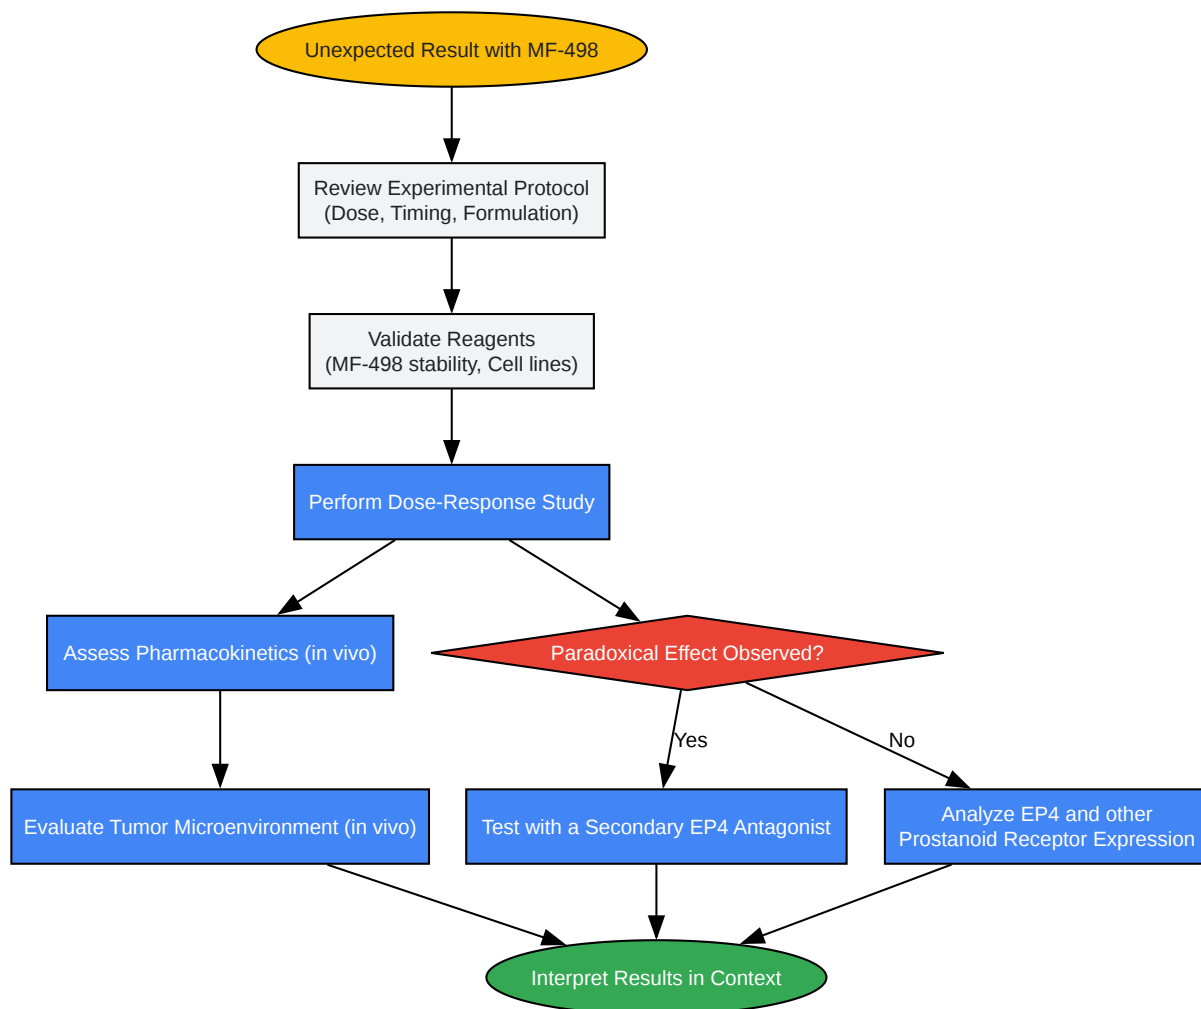 Unexpected Result with MF-498
Review Experimental Protocol
(Dose, Timing, Formulation)
Validate Reagents
(MF-498 stability, Cell lines)
Perform Dose-Response Study
Assess Pharmacokinetics (in vivo)
Paradoxical Effect Observed?
Yes
No
Evaluate Tumor Microenvironment (in vivo)
Test with a Secondary EP4 Antagonist
Analyze EP4 and other
Prostanoid Receptor Expression
Interpret Results in Context